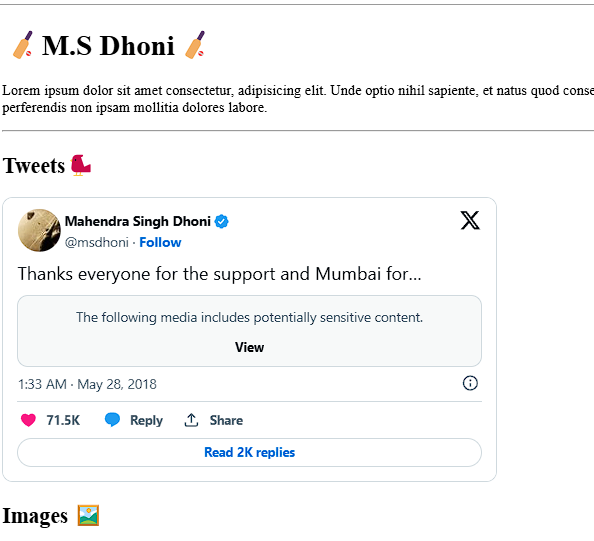 🏏 M.S Dhoni 🏏
Lorem ipsum dolor sit amet consectetur, adipisicing elit. Unde optio nihil sapiente, et natus quod conse
perferendis non ipsam mollitia dolores labore.
Tweets
Mahendra Singh Dhoni
@msdhoni · Follow
Thanks everyone for the support and Mumbai for...
The following media includes potentially sensitive content.
View
1:33 AM · May 28, 2018
71.5K Reply Share
Read 2K replies
Images 🖼️